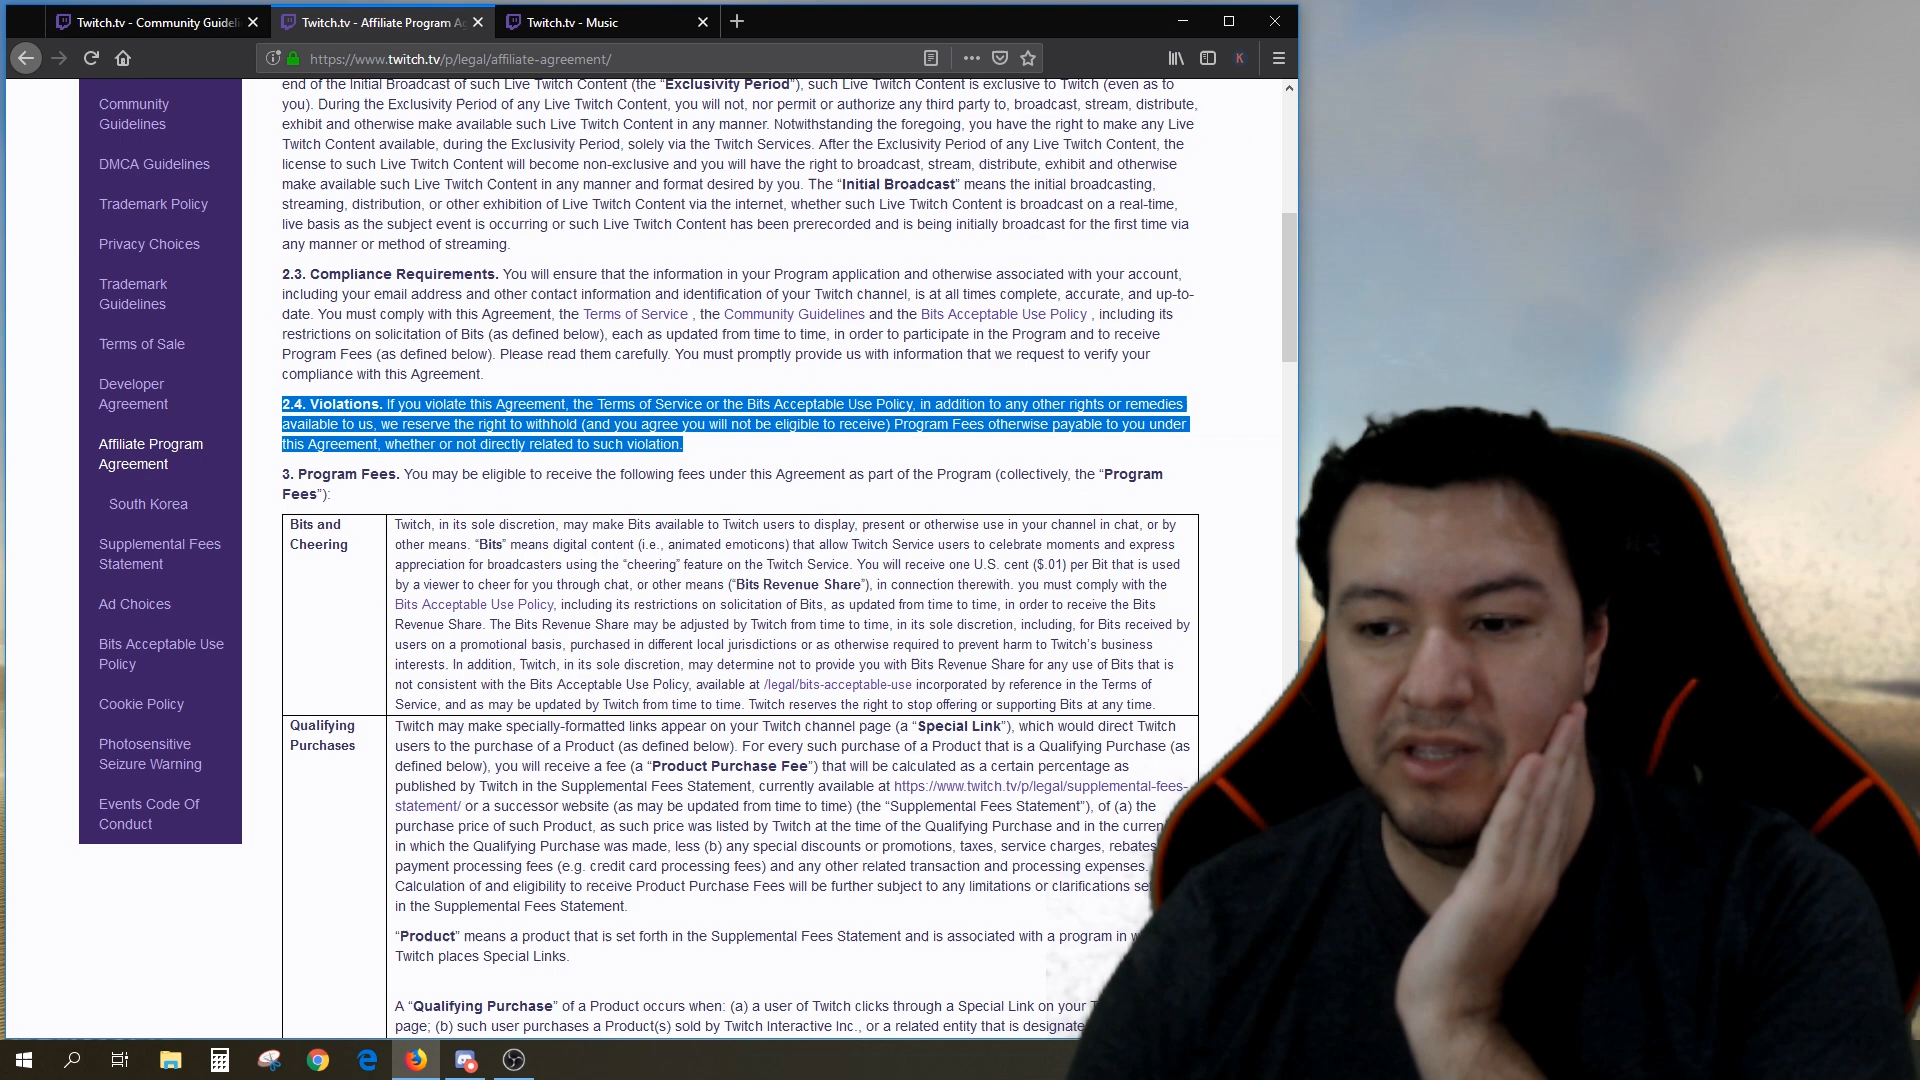 Twitch.tv - Community Guideli
Twitch.tv - Affiliate Program Ag
Twitch.tv - Music
https://www.twitch.tv/p/legal/affiliate-agreement/
Community
Guidelines
DMCA Guidelines
Trademark Policy
Privacy Choices
Trademark
Guidelines
Terms of Sale
Developer
Agreement
Affiliate Program
Agreement
South Korea
Supplemental Fees
Statement
Ad Choices
Bits Acceptable Use
Policy
Cookie Policy
Photosensitive
Seizure Warning
Events Code Of
Conduct
end of the Initial Broadcast of such Live Twitch Content (the “Exclusivity Period”), such Live Twitch Content is exclusive to Twitch (even as to
you). During the Exclusivity Period of any Live Twitch Content, you will not, nor permit or authorize any third party to, broadcast, stream, distribute,
exhibit and otherwise make available such Live Twitch Content in any manner. Notwithstanding the foregoing, you have the right to make any Live
Twitch Content available, during the Exclusivity Period, solely via the Twitch Services. After the Exclusivity Period of any Live Twitch Content, the
license to such Live Twitch Content will become non-exclusive and you will have the right to broadcast, stream, distribute, exhibit and otherwise
make available such Live Twitch Content in any manner and format desired by you. The “Initial Broadcast” means the initial broadcasting,
streaming, distribution, or other exhibition of Live Twitch Content via the internet, whether such Live Twitch Content is broadcast on a real-time,
live basis as the subject event is occurring or such Live Twitch Content has been prerecorded and is being initially broadcast for the first time via
any manner or method of streaming.
2.3. Compliance Requirements. You will ensure that the information in your Program application and otherwise associated with your account,
including your email address and other contact information and identification of your Twitch channel, is at all times complete, accurate, and up-to-
date. You must comply with this Agreement, the Terms of Service , the Community Guidelines and the Bits Acceptable Use Policy , including its
restrictions on solicitation of Bits (as defined below), each as updated from time to time, in order to participate in the Program and to receive
Program Fees (as defined below). Please read them carefully. You must promptly provide us with information that we request to verify your
compliance with this Agreement.
2.4. Violations. If you violate this Agreement, the Terms of Service or the Bits Acceptable Use Policy, in addition to any other rights or remedies
available to us, we reserve the right to withhold (and you agree you will not be eligible to receive) Program Fees otherwise payable to you under
this Agreement, whether or not directly related to such violation.
3. Program Fees. You may be eligible to receive the following fees under this Agreement as part of the Program (collectively, the “Program
Fees”):
Bits and
Cheering
Twitch, in its sole discretion, may make Bits available to Twitch users to display, present or otherwise use in your channel in chat, or by
other means. “Bits” means digital content (i.e., animated emoticons) that allow Twitch Service users to celebrate moments and express
appreciation for broadcasters using the “cheering” feature on the Twitch Service. You will receive one U.S. cent ($.01) per Bit that is used
by a viewer to cheer for you through chat, or other means (“Bits Revenue Share”), in connection therewith. you must comply with the
Bits Acceptable Use Policy, including its restrictions on solicitation of Bits, as updated from time to time, in order to receive the Bits
Revenue Share. The Bits Revenue Share may be adjusted by Twitch from time to time, in its sole discretion, including, for Bits received by
users on a promotional basis, purchased in different local jurisdictions or as otherwise required to prevent harm to Twitch’s business
interests. In addition, Twitch, in its sole discretion, may determine not to provide you with Bits Revenue Share for any use of Bits that is
not consistent with the Bits Acceptable Use Policy, available at /legal/bits-acceptable-use incorporated by reference in the Terms of
Service, and as may be updated by Twitch from time to time. Twitch reserves the right to stop offering or supporting Bits at any time.
Qualifying
Purchases
Twitch may make specially-formatted links appear on your Twitch channel page (a “Special Link”), which would direct Twitch
users to the purchase of a Product (as defined below). For every such purchase of a Product that is a Qualifying Purchase (as
defined below), you will receive a fee (a “Product Purchase Fee”) that will be calculated as a certain percentage as
published by Twitch in the Supplemental Fees Statement, currently available at https://www.twitch.tv/p/legal/supplemental-fees-
statement/ or a successor website (as may be updated from time to time) (the “Supplemental Fees Statement”), of (a) the
purchase price of such Product, as such price was listed by Twitch at the time of the Qualifying Purchase and in the curren
in which the Qualifying Purchase was made, less (b) any special discounts or promotions, taxes, service charges, rebates
payment processing fees (e.g. credit card processing fees) and any other related transaction and processing expenses.
Calculation of and eligibility to receive Product Purchase Fees will be further subject to any limitations or clarifications se
in the Supplemental Fees Statement.
“Product” means a product that is set forth in the Supplemental Fees Statement and is associated with a program in w
Twitch places Special Links.
A “Qualifying Purchase” of a Product occurs when: (a) a user of Twitch clicks through a Special Link on your T
page; (b) such user purchases a Product(s) sold by Twitch Interactive Inc., or a related entity that is designate